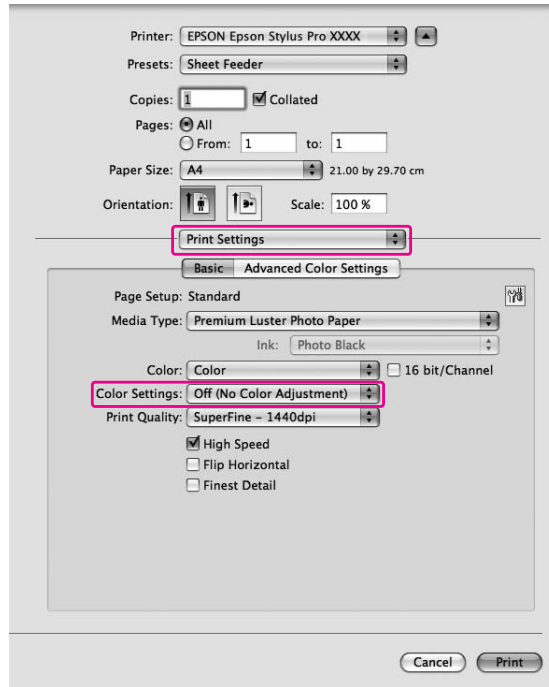 Printer: EPSON Epson Stylus Pro XXXX
Presets: Sheet Feeder
Copies: 1 Collated
Pages: All
From: 1 to: 1
Paper Size: A4 21.00 by 29.70 cm
Orientation: Scale: 100 %
Print Settings
Basic Advanced Color Settings
Page Setup: Standard
Media Type: Premium Luster Photo Paper
Ink: Photo Black
Color: Color 16 bit/Channel
Color Settings: Off (No Color Adjustment)
Print Quality: SuperFine – 1440dpi
High Speed
Flip Horizontal
Finest Detail
Cancel Print